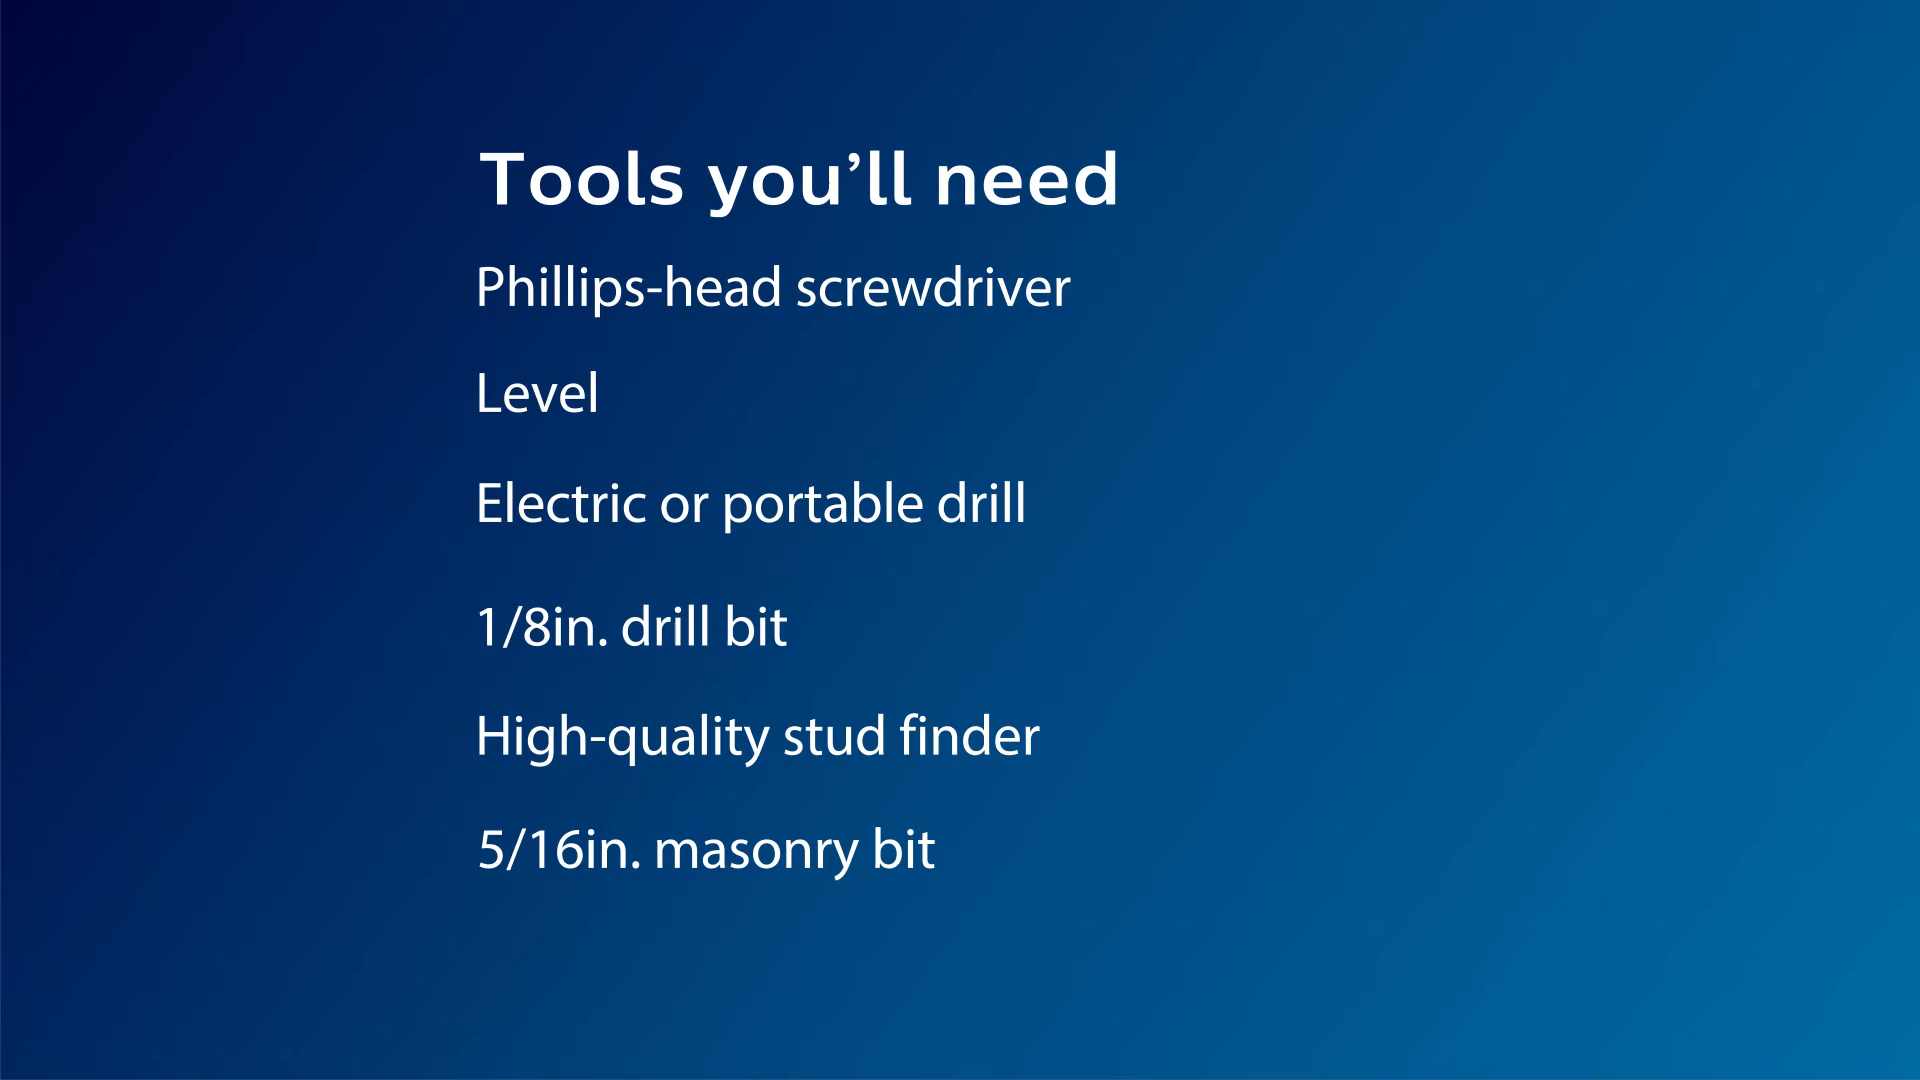 Tools you’ll need
Phillips-head screwdriver
Level
Electric or portable drill
1/8in. drill bit
High-quality stud finder
5/16in. masonry bit